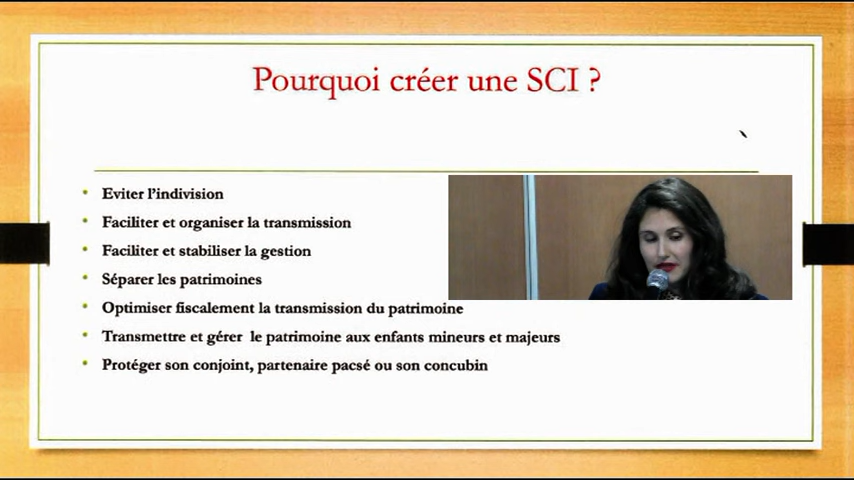 Pourquoi créer une SCI ?
Eviter l'indivision
Faciliter et organiser la transmission
Faciliter et stabiliser la gestion
Séparer les patrimoines
Optimiser fiscalement la transmission du patrimoine
Transmettre et gérer le patrimoine aux enfants mineurs et majeurs
Protéger son conjoint, partenaire pacsé ou son concubin